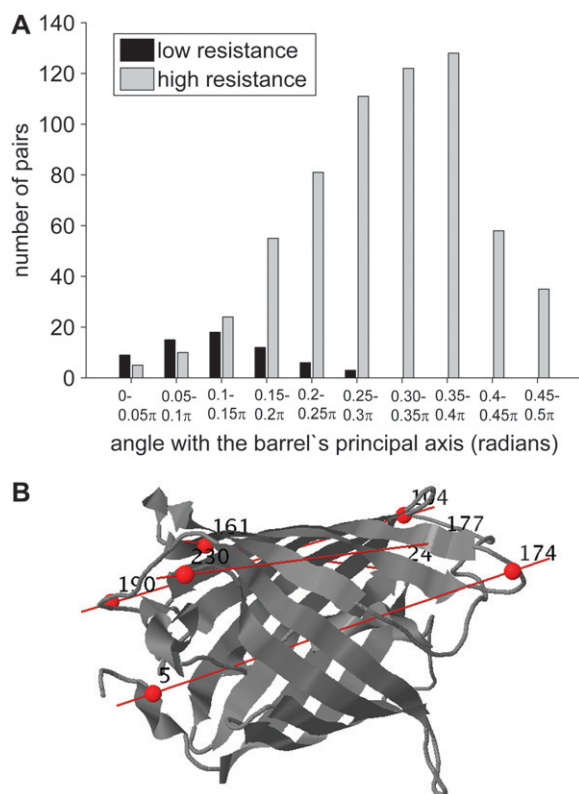 A
low resistance
high resistance
number of pairs
140
120
100
80
60
40
20
0
0- 0.05- 0.1- 0.15- 0.2- 0.25- 0.30- 0.35- 0.4- 0.45-
0.05π 0.1π 0.15π 0.2π 0.25π 0.3π 0.35π 0.4π 0.45π 0.5π
angle with the barrel`s principal axis (radians)
B
104
161
177
230
24
174
190
5